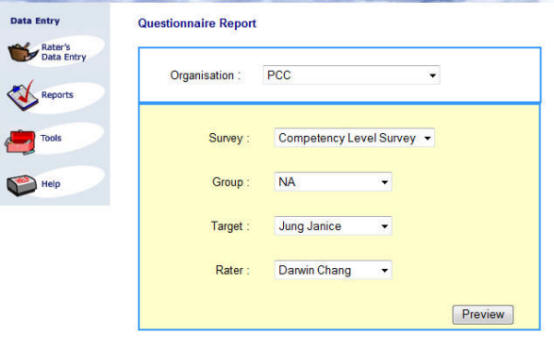 Data Entry
Rater's
Data Entry
Reports
Tools
Help
Questionnaire Report
Organisation : PCC
Survey : Competency Level Survey
Group : NA
Target : Jung Janice
Rater : Darwin Chang
Preview